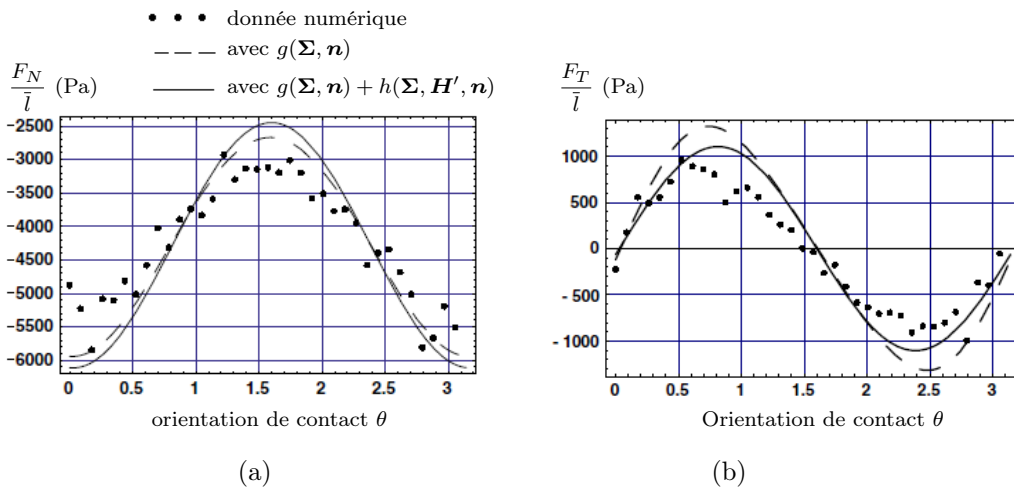 donnée numérique
avec g(Σ, n)
avec g(Σ, n) + h(Σ, H′, n)
F_N / l̄ (Pa)
−2500
−3000
−3500
−4000
−4500
−5000
−5500
−6000
0 0.5 1 1.5 2 2.5 3
orientation de contact θ
(a)
F_T / l̄ (Pa)
1000
500
0
- 500
- 1000
0 0.5 1 1.5 2 2.5 3
Orientation de contact θ
(b)